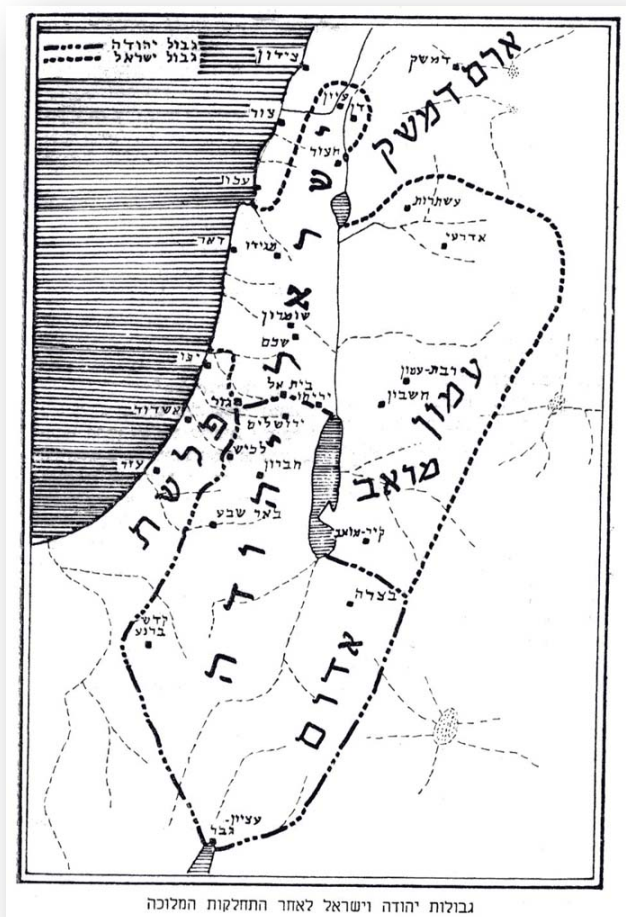 גבול יהודה
גבול ישראל
צידון
דמשק
ארם דמשק
עיון
דן
צור
חצור
ישראל
עכו
עשתרות
אדרעי
דאר
מגידו
שומרון
שכם
יפו
בית אל
יריחו
רבת-עמון
חשבון
עמון
גזר
אשדוד
ירושלים
פלשת
לכיש
חברון
מואב
עזה
באר שבע
יהודה
קיר-מואב
בצרה
קדש
ברנע
אדום
עציון-
גבר
גבולות יהודה וישראל לאחר התחלקות המלוכה